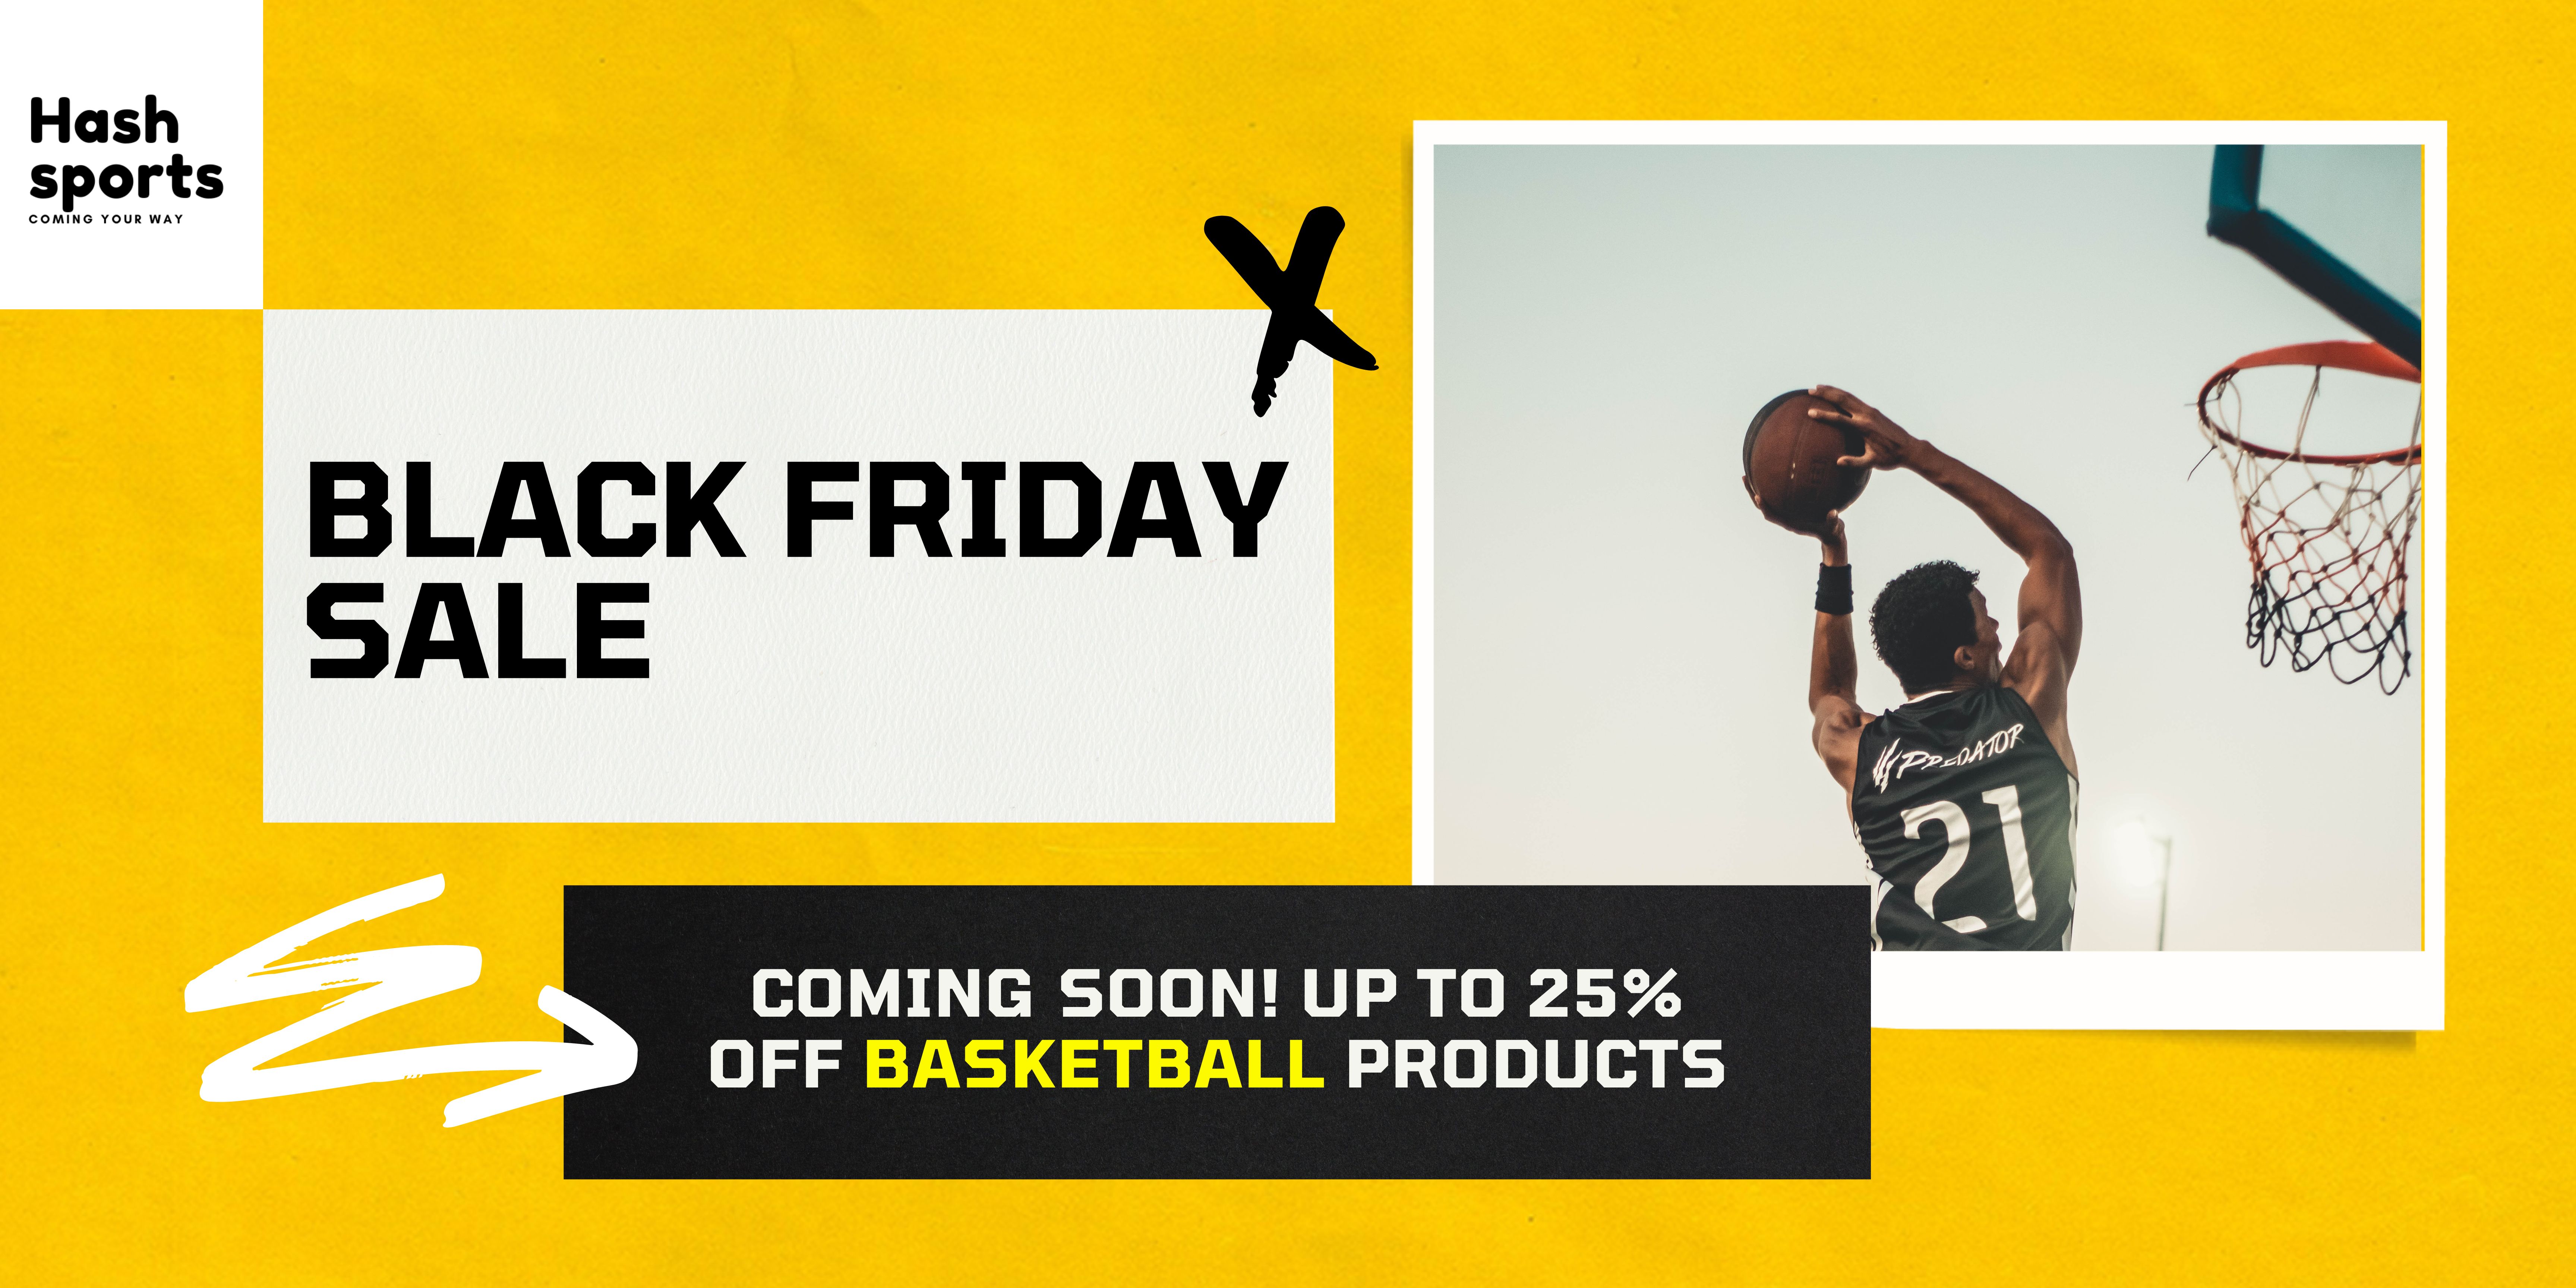 Hash
sports
COMING YOUR WAY
BLACK FRIDAY
SALE
PREDATOR
21
COMING SOON! UP TO 25%
OFF BASKETBALL PRODUCTS